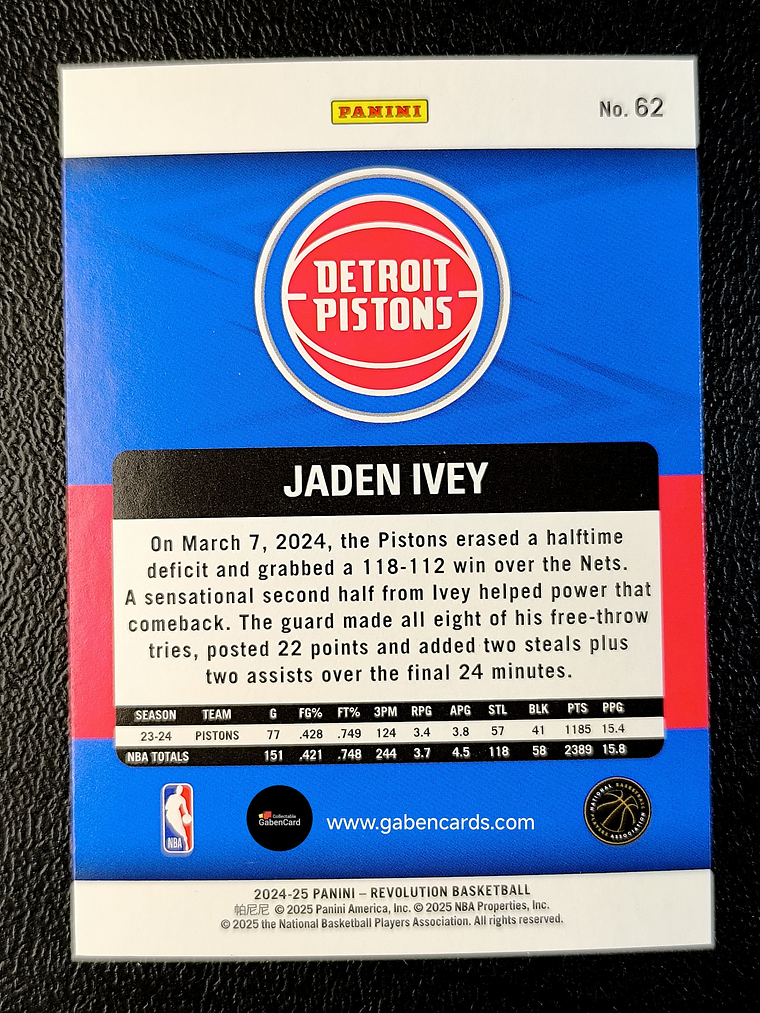 PANINI
No. 62
DETROIT
PISTONS
JADEN IVEY
On March 7, 2024, the Pistons erased a halftime
deficit and grabbed a 118-112 win over the Nets.
A sensational second half from Ivey helped power that
comeback. The guard made all eight of his free-throw
tries, posted 22 points and added two steals plus
two assists over the final 24 minutes.
SEASON TEAM G FG% FT% 3PM RPG APG STL BLK PTS PPG
23-24 PISTONS 77 .428 .749 124 3.4 3.8 57 41 1185 15.4
NBA TOTALS 151 .421 .748 244 3.7 4.5 118 58 2389 15.8
NBA
Collectable
GabenCard
www.gabencards.com
NATIONAL BASKETBALL
PLAYERS ASSOCIATION
2024-25 PANINI – REVOLUTION BASKETBALL
帕尼尼 © 2025 Panini America, Inc. © 2025 NBA Properties, Inc.
© 2025 the National Basketball Players Association. All rights reserved.